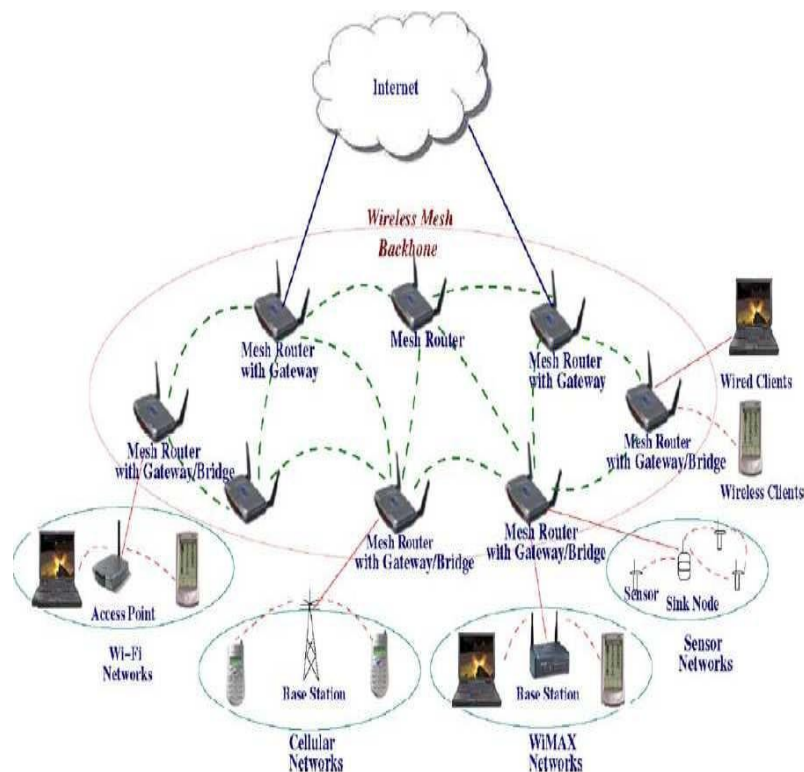 Internet
Wireless Mesh
Backbone
Mesh Router
with Gateway
Mesh Router
Mesh Router
with Gateway
Wired Clients
Mesh Router
with Gateway/Bridge
Mesh Router
with Gateway/Bridge
Wireless Clients
Mesh Router
with Gateway/Bridge
Mesh Router
with Gateway/Bridge
Access Point
Wi-Fi
Networks
Sensor
Sink Node
Sensor
Networks
Base Station
Cellular
Networks
Base Station
WiMAX
Networks